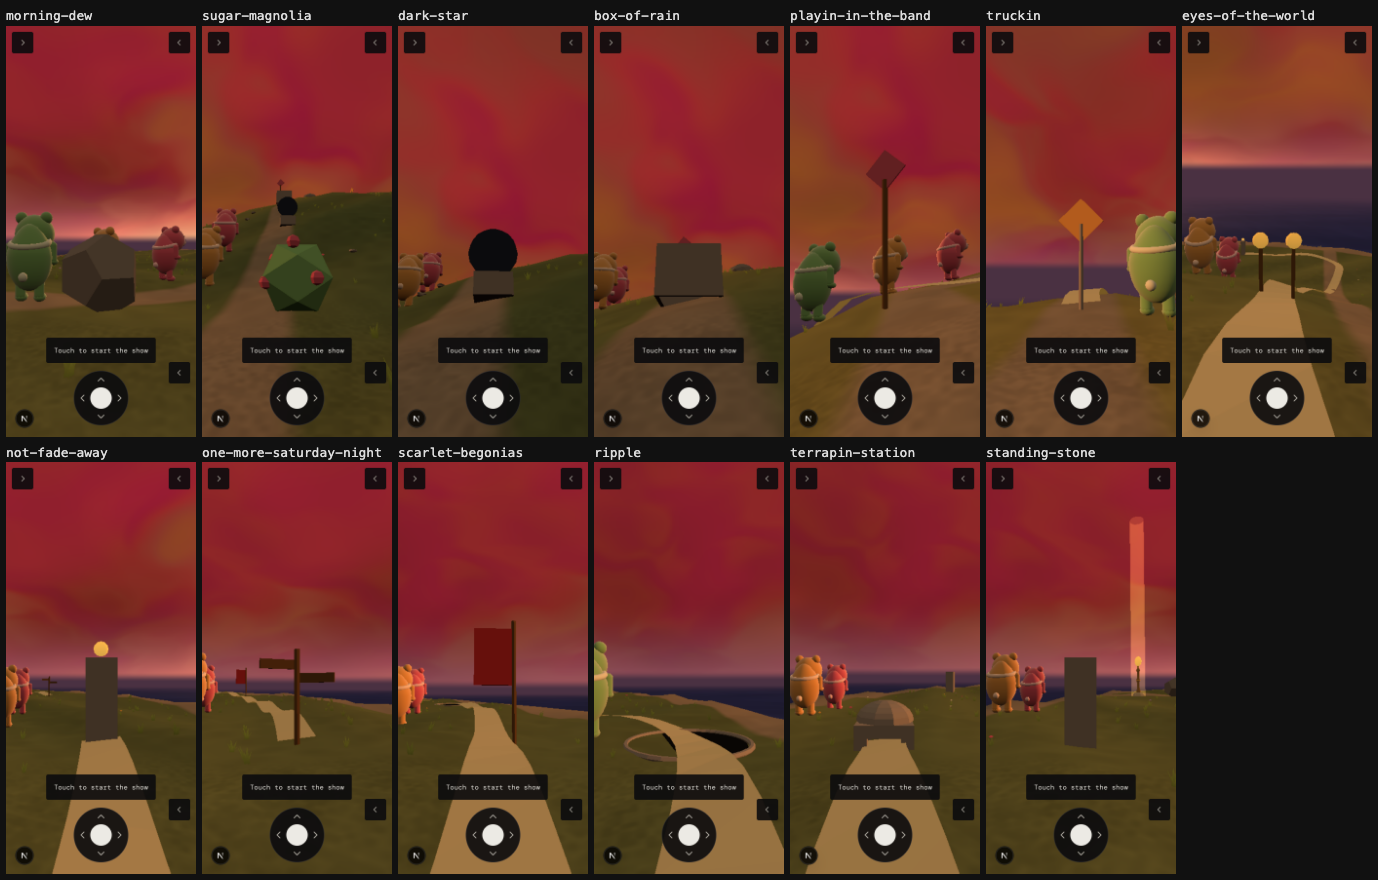 morning-dew
sugar-magnolia
dark-star
box-of-rain
playin-in-the-band
truckin
eyes-of-the-world
Touch to start the show
Touch to start the show
Touch to start the show
Touch to start the show
Touch to start the show
Touch to start the show
Touch to start the show
N
N
N
N
N
N
N
not-fade-away
one-more-saturday-night
scarlet-begonias
ripple
terrapin-station
standing-stone
Touch to start the show
Touch to start the show
Touch to start the show
Touch to start the show
Touch to start the show
Touch to start the show
N
N
N
N
N
N